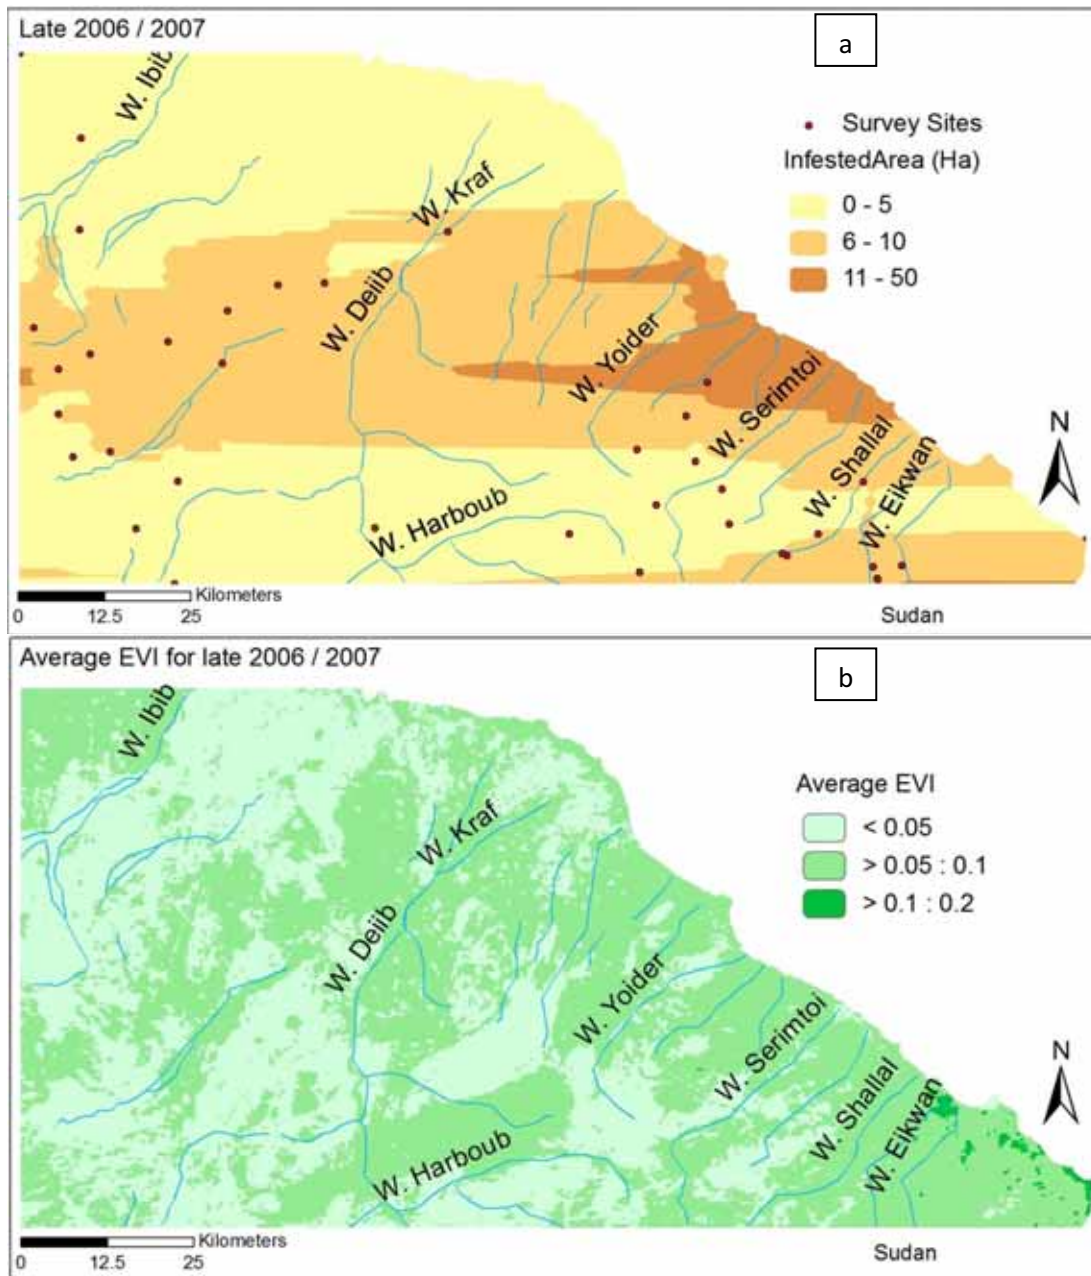 Late 2006 / 2007
a
W. Ibib
Survey Sites
InfestedArea (Ha)
0 - 5
6 - 10
11 - 50
W. Kraf
W. Deiib
W. Yoider
W. Serimtoi
W. Shallal
W. Eikwan
N
W. Harboub
Kilometers
0 12.5 25
Sudan
Average EVI for late 2006 / 2007
b
W. Ibib
Average EVI
< 0.05
> 0.05 : 0.1
> 0.1 : 0.2
W. Kraf
W. Deiib
W. Yoider
W. Serimtoi
W. Shallal
W. Eikwan
N
W. Harboub
Kilometers
0 12.5 25
Sudan